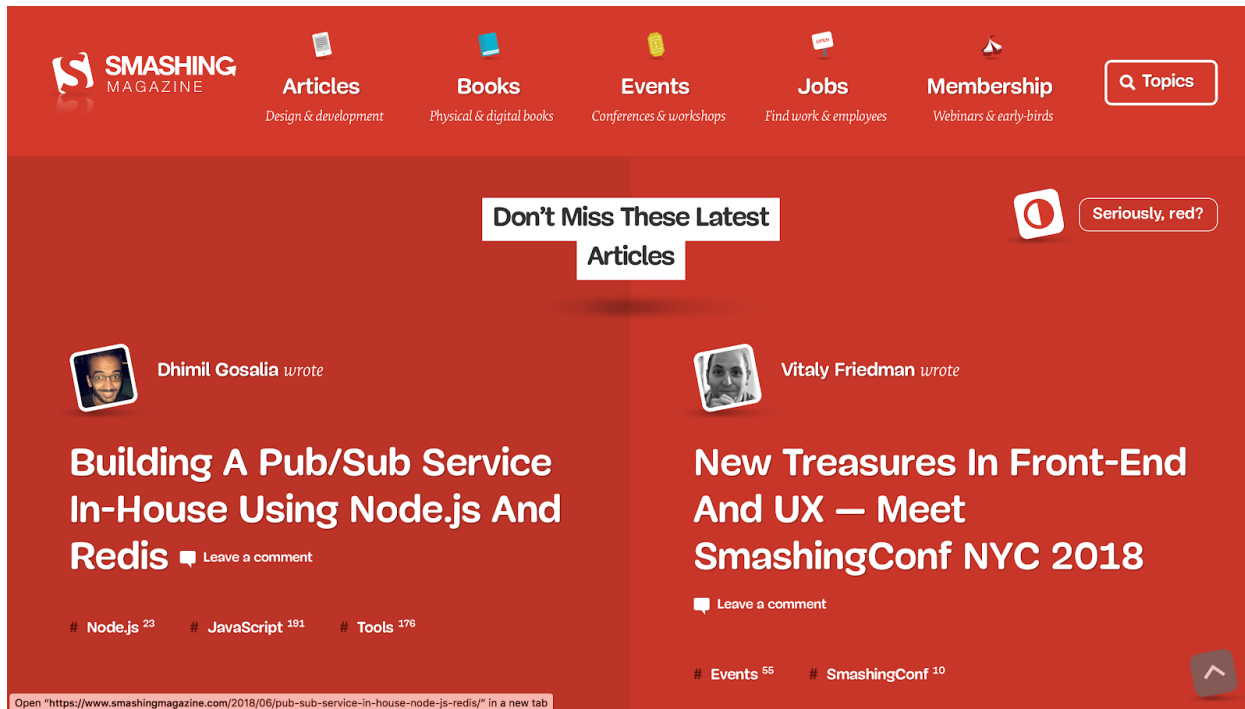 SMASHING
MAGAZINE
Articles
Design & development
Books
Physical & digital books
Events
Conferences & workshops
OPEN
Jobs
Find work & employees
Membership
Webinars & early-birds
Topics
Don’t Miss These Latest
Articles
Seriously, red?
Dhimil Gosalia wrote
Building A Pub/Sub Service
In-House Using Node.js And
Redis Leave a comment
# Node.js 23 # JavaScript 191 # Tools 176
Vitaly Friedman wrote
New Treasures In Front-End
And UX — Meet
SmashingConf NYC 2018
Leave a comment
# Events 55 # SmashingConf 10
Open “https://www.smashingmagazine.com/2018/06/pub-sub-service-in-house-node-js-redis/” in a new tab